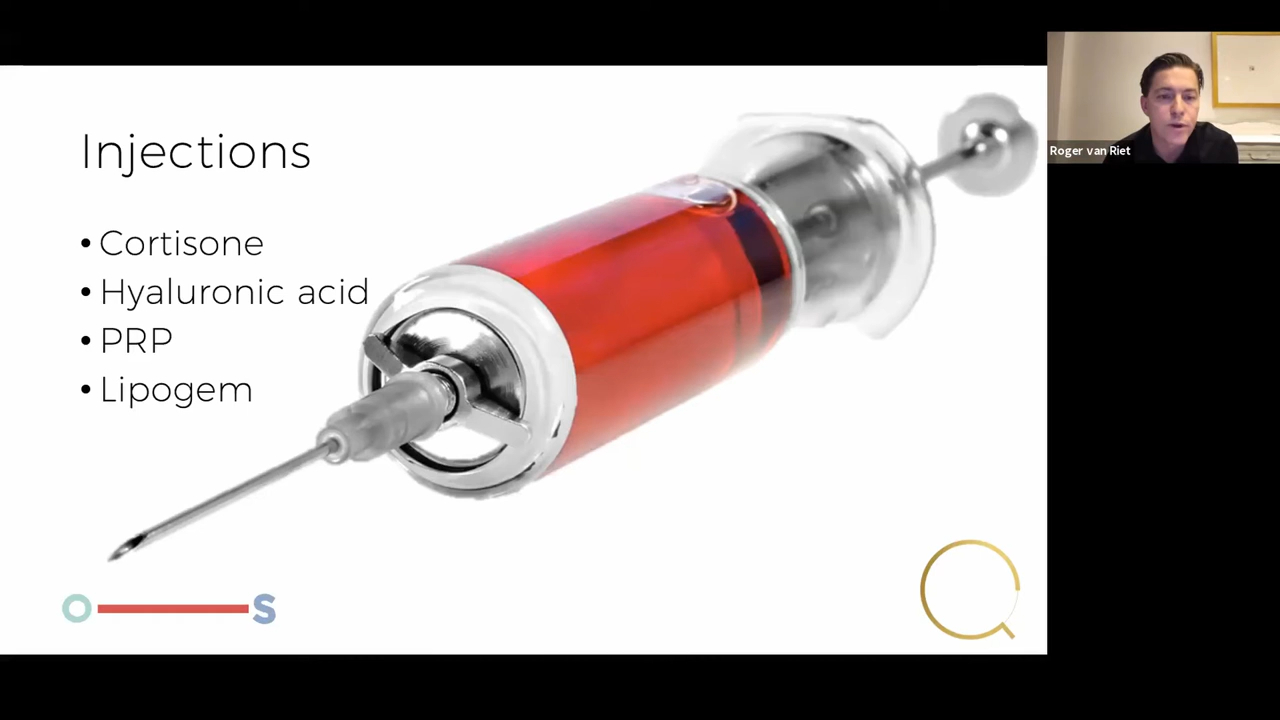 Injections
• Cortisone
• Hyaluronic acid
• PRP
• Lipogem
O S
Roger van Riet